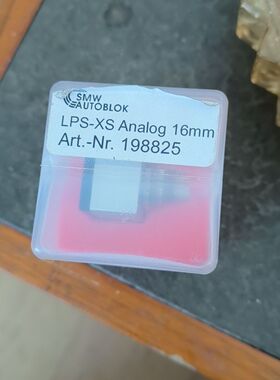 SMW
AUTOBLOK
LPS-XS Analog 16mm
Art.-Nr. 198825